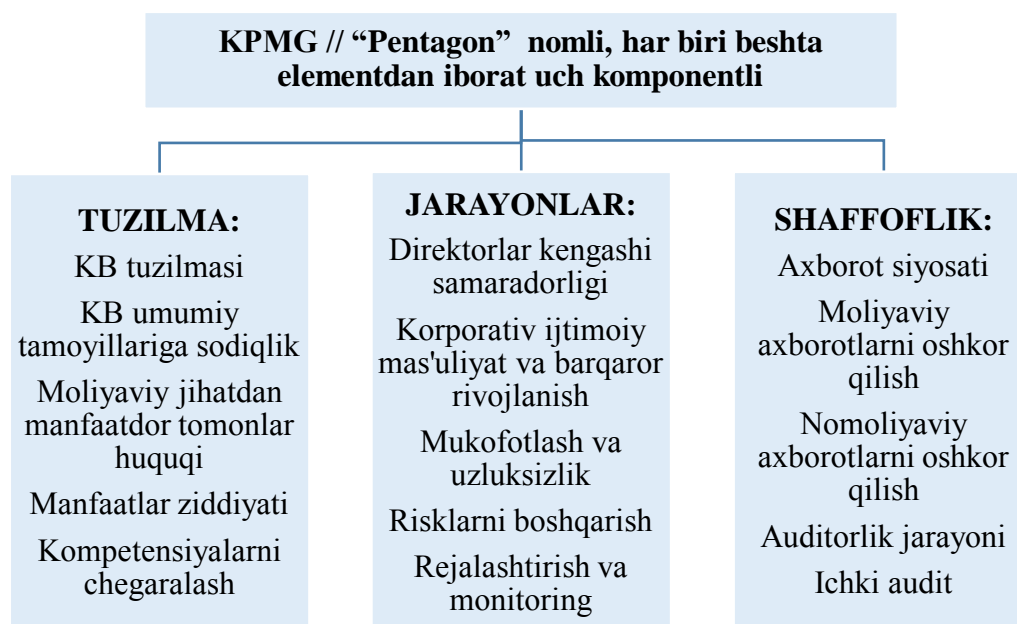 KPMG // “Pentagon” nomli, har biri beshta
elementdan iborat uch komponentli
TUZILMA:
KB tuzilmasi
KB umumiy
tamoyillariga sodiqlik
Moliyaviy jihatdan
manfaatdor tomonlar
huquqi
Manfaatlar ziddiyati
Kompetensiyalarni
chegaralash
JARAYONLAR:
Direktorlar kengashi
samaradorligi
Korporativ ijtimoiy
mas'uliyat va barqaror
rivojlanish
Mukofotlash va
uzluksizlik
Risklarni boshqarish
Rejalashtirish va
monitoring
SHAFFOFLIK:
Axborot siyosati
Moliyaviy
axborotlarni oshkor
qilish
Nomoliyaviy
axborotlarni oshkor
qilish
Auditorlik jarayoni
Ichki audit